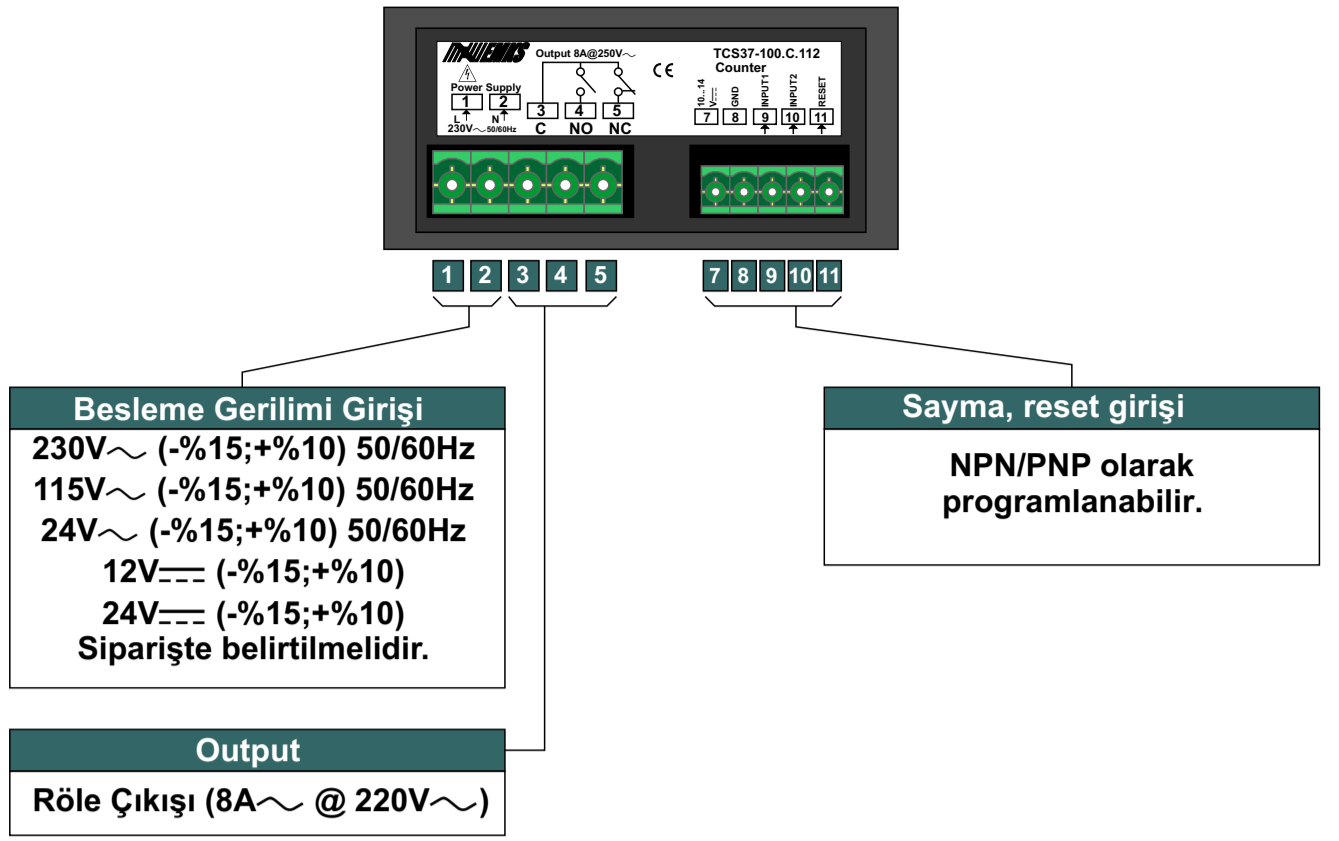 Output 8A@250V～
TCS37-100.C.112
Counter
CE
Power Supply
1 2 3 4 5
L N
230V～50/60Hz
C NO NC
10...14 V⎓ GND INPUT1 INPUT2 RESET
7 8 9 10 11
1 2 3 4 5 7 8 9 10 11
Besleme Gerilimi Girişi
230V～ (-%15;+%10) 50/60Hz
115V～ (-%15;+%10) 50/60Hz
24V～ (-%15;+%10) 50/60Hz
12V⎓ (-%15;+%10)
24V⎓ (-%15;+%10)
Siparişte belirtilmelidir.
Sayma, reset girişi
NPN/PNP olarak
programlanabilir.
Output
Röle Çıkışı (8A～ @ 220V～)